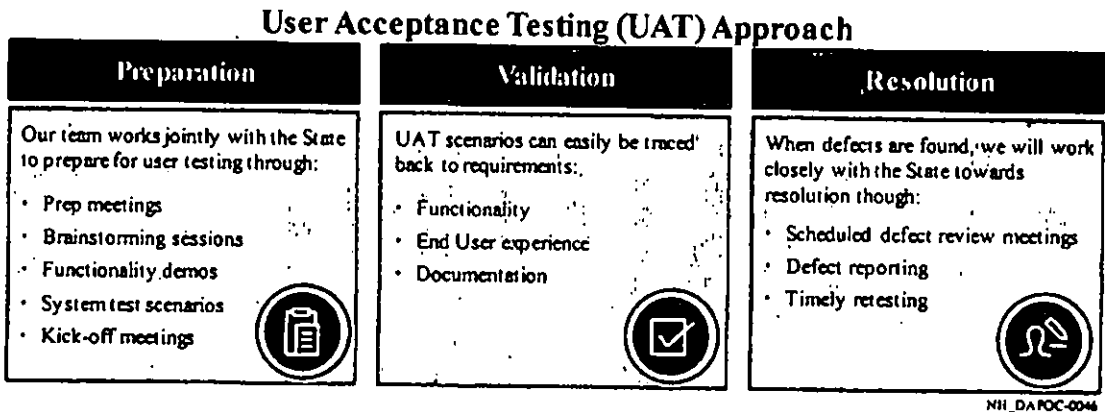 User Acceptance Testing (UAT) Approach
Preparation
Our team works jointly with the State
to prepare for user testing through:
• Prep meetings
• Brainstorming sessions
• Functionality demos
• System test scenarios
• Kick-off meetings
Validation
UAT scenarios can easily be traced
back to requirements:
• Functionality
• End User experience
• Documentation
Resolution
When defects are found, we will work
closely with the State towards
resolution though:
• Scheduled defect review meetings
• Defect reporting
• Timely retesting
NH_DAPOC-0046